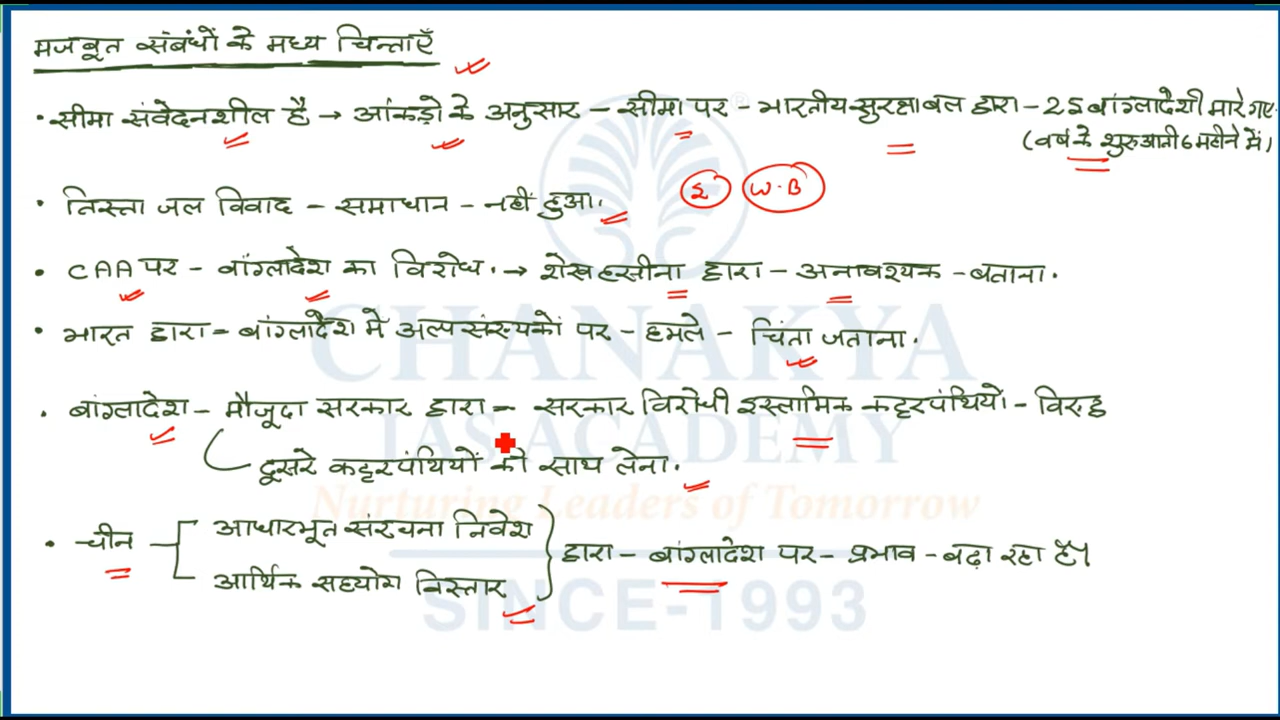 मजबूत संबंधों के मध्य चिन्ताएँ
• सीमा संवेदनशील है → आंकड़ो के अनुसार – सीमा पर – भारतीय सुरक्षा बल द्वारा – 25 बांग्लादेशी मारे गए
(वर्ष के शुरुआती 6 महीने में)
• तिस्ता जल विवाद – समाधान – नहीं हुआ. W.B
• CAA पर – बांग्लादेश का विरोध. → शेख हसीना द्वारा – अनावश्यक – बताना.
• भारत द्वारा – बांग्लादेश में अल्पसंख्यकों पर – हमले – चिंता जताना.
• बांग्लादेश – मौजूदा सरकार द्वारा – सरकार विरोधी इस्लामिक कट्टरपंथियो – विरुद्ध
दूसरे कट्टरपंथियों को साथ लेना.
• चीन आधारभूत संरचना निवेश
आर्थिक सहयोग विस्तार
द्वारा – बांग्लादेश पर – प्रभाव – बढ़ा रहा है।
CHANAKYA
IAS ACADEMY
Nurturing Leaders of Tomorrow
SINCE-1993